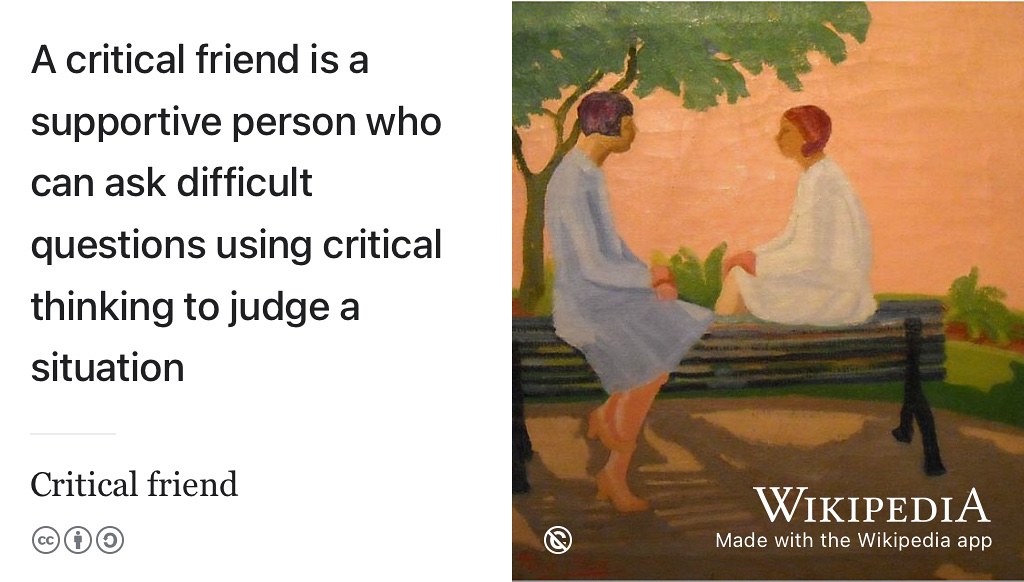 A critical friend is a
supportive person who
can ask difficult
questions using critical
thinking to judge a
situation
Critical friend
cc
WIKIPEDIA
Made with the Wikipedia app